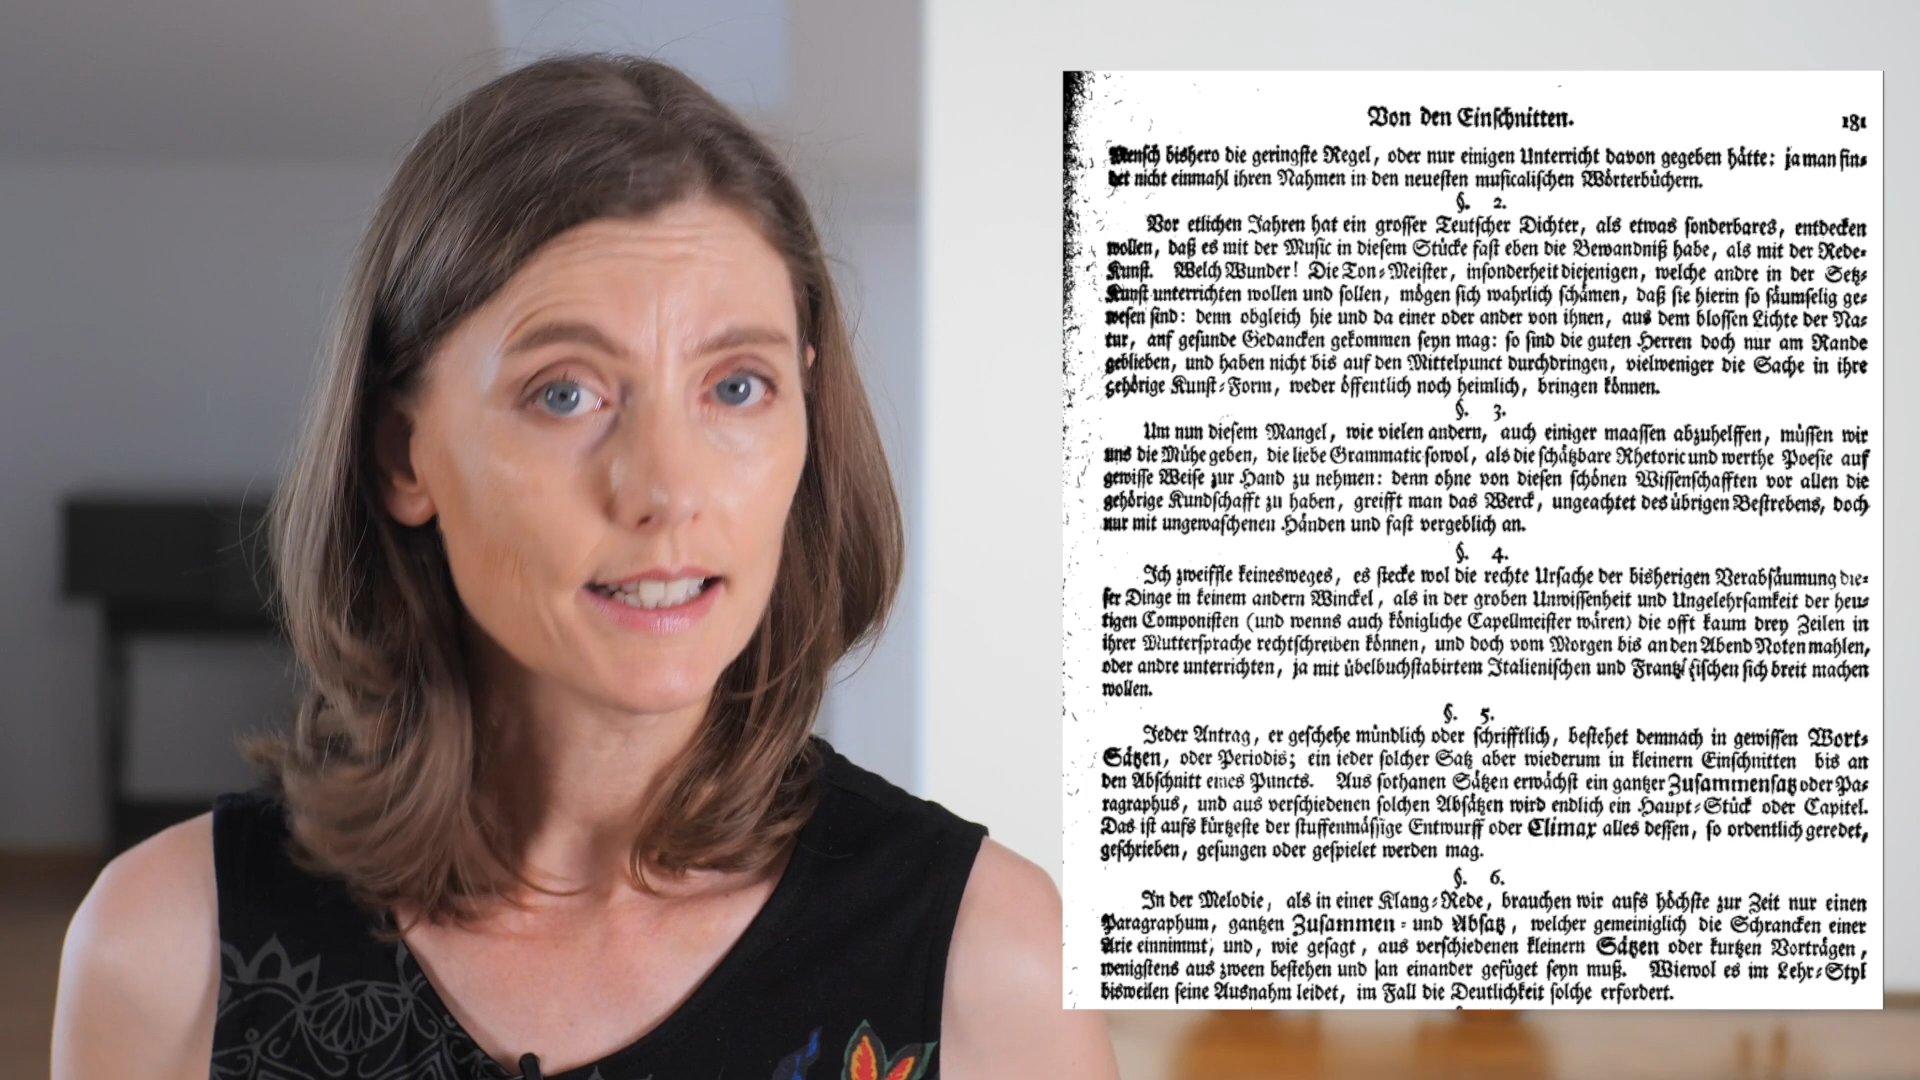 Von den Einschnitten. 181
Mensch bishero die geringste Regel, oder nur einigen Unterricht davon gegeben hätte: ja man fin⸗
det nicht einmahl ihren Nahmen in den neuesten musicalischen Wörterbüchern.
§. 2.
Vor etlichen Jahren hat ein grosser Teutscher Dichter, als etwas sonderbares, entdecken
wollen, daß es mit der Music in diesem Stücke fast eben die Bewandniß habe, als mit der Rede⸗
Kunst. Welch Wunder! Die Ton⸗Meister, insonderheit diejenigen, welche andre in der Setz⸗
Kunst unterrichten wollen und sollen, mögen sich wahrlich schämen, daß sie hierin so säumselig ge⸗
wesen sind: denn obgleich hie und da einer oder ander von ihnen, aus dem blossen Lichte der Na⸗
tur, auf gesunde Gedancken gekommen seyn mag: so sind die guten Herren doch nur am Rande
geblieben, und haben nicht bis auf den Mittelpunct durchdringen, vielweniger die Sache in ihre
gehörige Kunst⸗Form, weder öffentlich noch heimlich, bringen können.
§. 3.
Um nun diesem Mangel, wie vielen andern, auch einiger maassen abzuhelffen, müssen wir
uns die Mühe geben, die liebe Grammatic sowol, als die schätzbare Rhetoric und werthe Poesie auf
gewisse Weise zur Hand zu nehmen: denn ohne von diesen schönen Wissenschafften vor allen die
gehörige Kundschafft zu haben, greifft man das Werck, ungeachtet des übrigen Bestrebens, doch
nur mit ungewaschenen Händen und fast vergeblich an.
§. 4.
Ich zweiffle keinesweges, es stecke wol die rechte Ursache der bisherigen Verabsäumung die⸗
ser Dinge in keinem andern Winckel, als in der groben Unwissenheit und Ungelehrsamkeit der heu⸗
tigen Componisten (und wenns auch königliche Capellmeister wären) die offt kaum drey Zeilen in
ihrer Muttersprache rechtschreiben können, und doch vom Morgen bis an den Abend Noten mahlen,
oder andre unterrichten, ja mit übelbuchstabirtem Italienischen und Frantzösischen sich breit machen
wollen.
§. 5.
Jeder Antrag, er geschehe mündlich oder schrifftlich, bestehet demnach in gewissen Wort⸗
Sätzen, oder Periodis; ein ieder solcher Satz aber wiederum in kleinern Einschnitten bis an
den Abschnitt eines Puncts. Aus sothanen Sätzen erwächst ein gantzer Zusammensatz oder Pa⸗
ragraphus, und aus verschiedenen solchen Absätzen wird endlich ein Haupt⸗Stück oder Capitel.
Das ist aufs kürtzeste der stuffenmässige Entwurff oder Climax alles dessen, so ordentlich geredet,
geschrieben, gesungen oder gespielet werden mag.
§. 6.
In der Melodie, als in einer Klang⸗Rede, brauchen wir aufs höchste zur Zeit nur einen
Paragraphum, gantzen Zusammen⸗ und Absatz, welcher gemeiniglich die Schrancken einer
Arie einnimmt, und, wie gesagt, aus verschiedenen kleinern Sätzen oder kurtzen Vorträgen,
wenigstens aus zween bestehen und an einander gefüget seyn muß. Wiewol es im Lehr⸗Styl
bisweilen seine Ausnahm leidet, im Fall die Deutlichkeit solche erfordert.